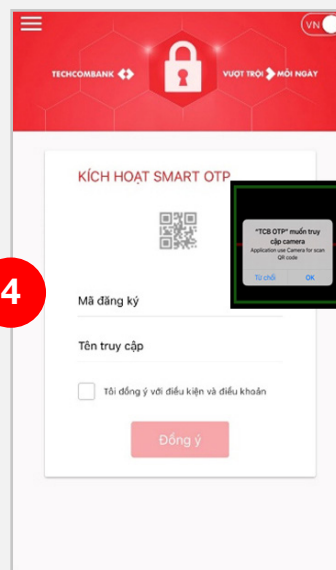 VN
TECHCOMBANK
VƯỢT TRỘI MỖI NGÀY
KÍCH HOẠT SMART OTP
"TCB OTP" muốn truy
cập camera
Application use Camera for scan
QR code
Từ chối OK
4
Mã đăng ký
Tên truy cập
Tôi đồng ý với điều kiện và điều khoản
Đồng ý